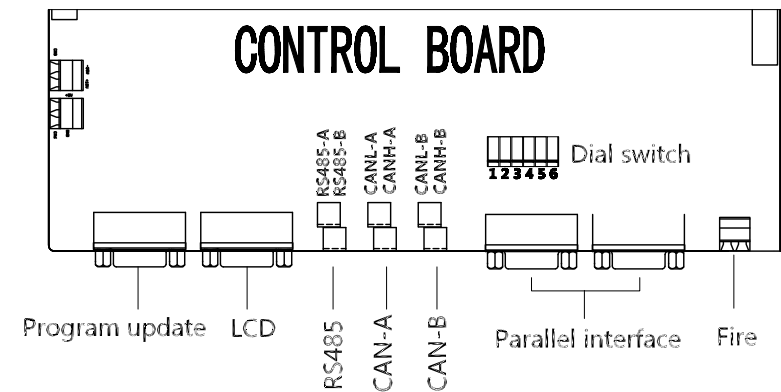 CONTROL BOARD
RS485-A
RS485-B
CANL-A
CANH-A
CANL-B
CANH-B
Dial switch
123456
Program update
LCD
RS485
CAN-A
CAN-B
Parallel interface
Fire